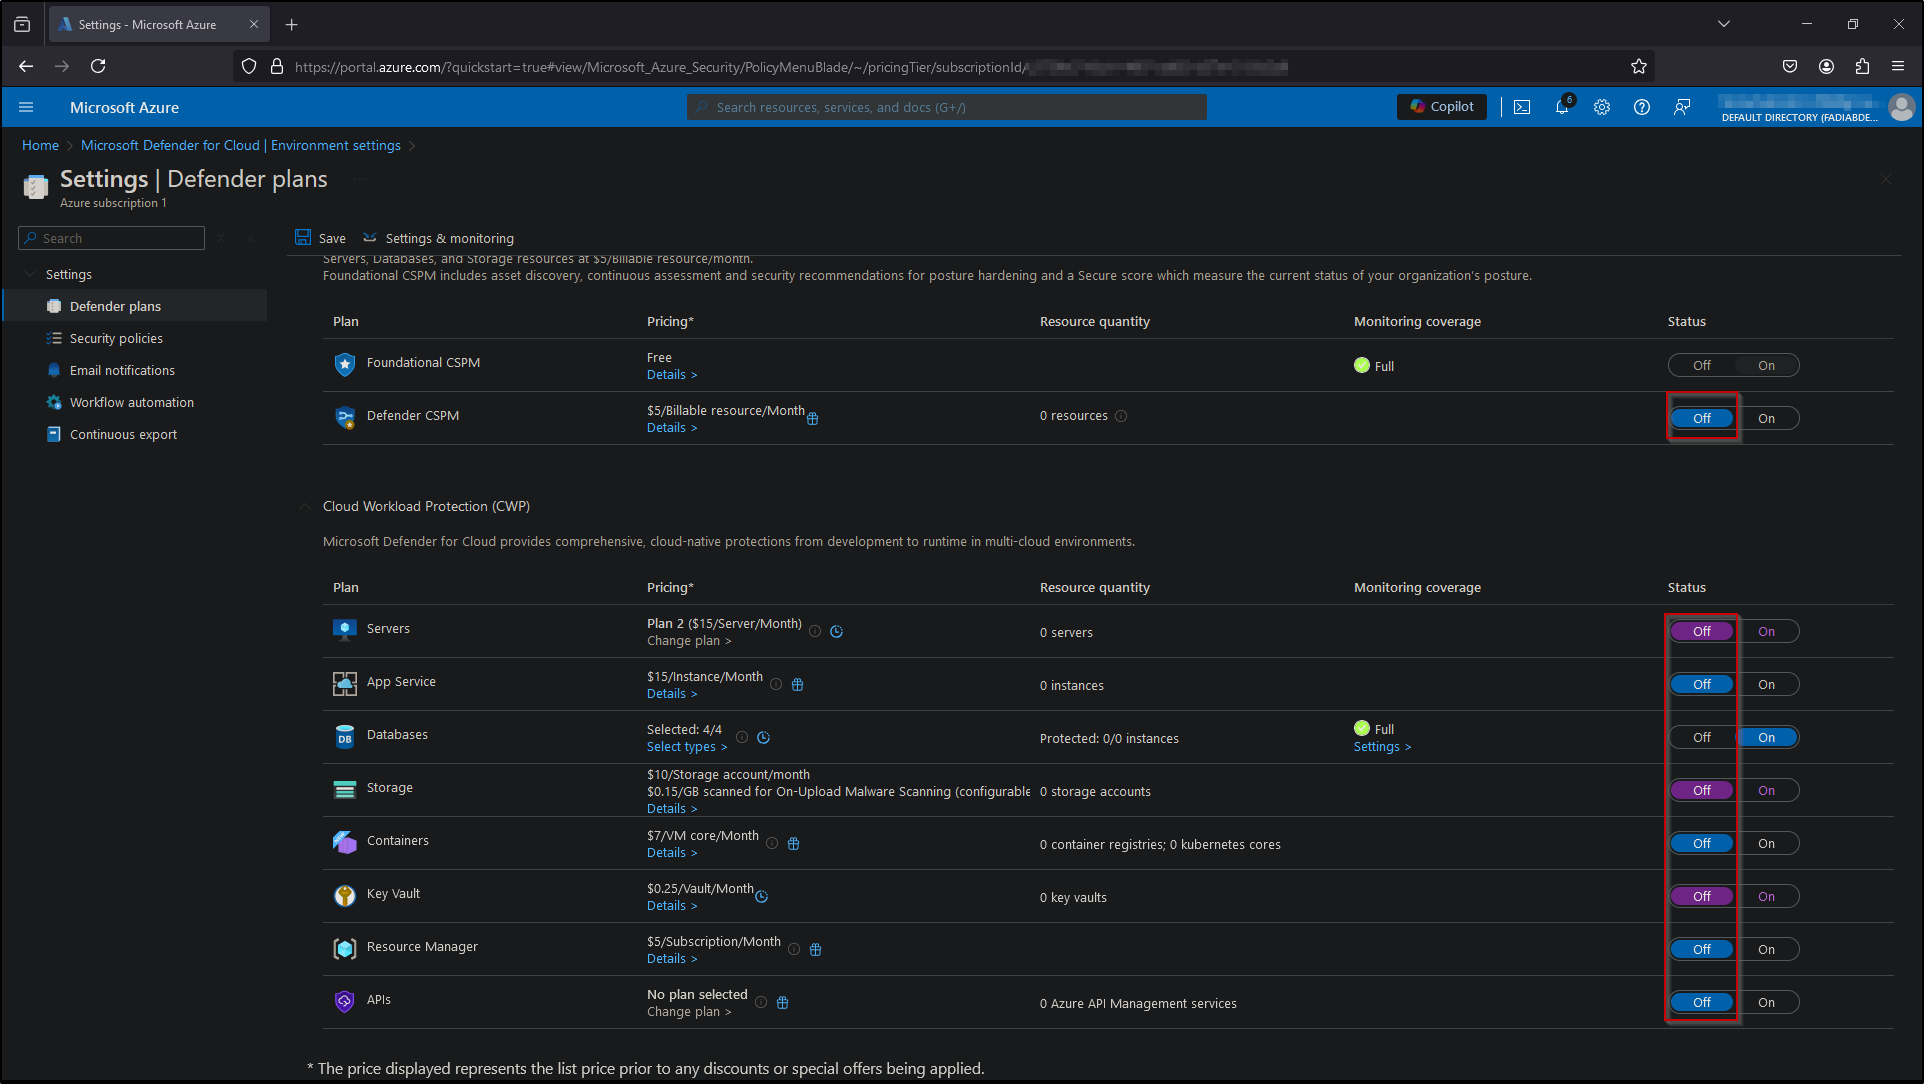 Settings - Microsoft Azure
https://portal.azure.com/?quickstart=true#view/Microsoft_Azure_Security/PolicyMenuBlade/~/pricingTier/subscriptionId/
Microsoft Azure
Search resources, services, and docs (G+/)
Copilot
6
DEFAULT DIRECTORY (FADIABDE...
Home > Microsoft Defender for Cloud | Environment settings >
Settings | Defender plans
Azure subscription 1
Search
Save
Settings & monitoring
Settings
Defender plans
Security policies
Email notifications
Workflow automation
Continuous export
Servers, Databases, and Storage resources at $5/Billable resource/month.
Foundational CSPM includes asset discovery, continuous assessment and security recommendations for posture hardening and a Secure score which measure the current status of your organization's posture.
Plan Pricing* Resource quantity Monitoring coverage Status
Foundational CSPM Free Full Off On
Details >
Defender CSPM $5/Billable resource/Month 0 resources Off On
Details >
Cloud Workload Protection (CWP)
Microsoft Defender for Cloud provides comprehensive, cloud-native protections from development to runtime in multi-cloud environments.
Plan Pricing* Resource quantity Monitoring coverage Status
Servers Plan 2 ($15/Server/Month) 0 servers Off On
Change plan >
App Service $15/Instance/Month 0 instances Off On
Details >
DB Databases Selected: 4/4 Protected: 0/0 instances Full Off On
Select types > Settings >
$10/Storage account/month
Storage $0.15/GB scanned for On-Upload Malware Scanning (configurable 0 storage accounts Off On
Details >
Containers $7/VM core/Month 0 container registries; 0 kubernetes cores Off On
Details >
Key Vault $0.25/Vault/Month 0 key vaults Off On
Details >
Resource Manager $5/Subscription/Month Off On
Details >
APIs No plan selected 0 Azure API Management services Off On
Change plan >
* The price displayed represents the list price prior to any discounts or special offers being applied.